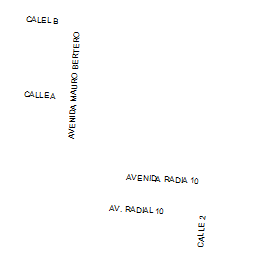 CALEL B
AVENIDA MAURO BERTERO
CALLE A
AVENIDA RADIA 10
AV. RADIAL 10
CALLE 2